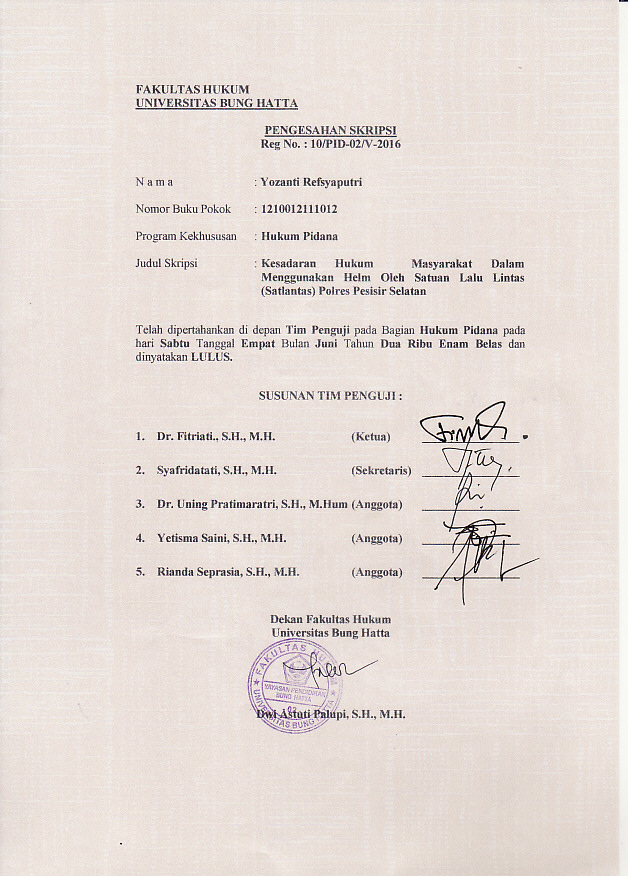 FAKULTAS HUKUM
UNIVERSITAS BUNG HATTA
PENGESAHAN SKRIPSI
Reg No. : 10/PID-02/V-2016
N a m a : Yozanti Refsyaputri
Nomor Buku Pokok : 1210012111012
Program Kekhususan : Hukum Pidana
Judul Skripsi : Kesadaran Hukum Masyarakat Dalam
Menggunakan Helm Oleh Satuan Lalu Lintas
(Satlantas) Polres Pesisir Selatan
Telah dipertahankan di depan Tim Penguji pada Bagian Hukum Pidana pada
hari Sabtu Tanggal Empat Bulan Juni Tahun Dua Ribu Enam Belas dan
dinyatakan LULUS.
SUSUNAN TIM PENGUJI :
1. Dr. Fitriati., S.H., M.H. (Ketua)
2. Syafridatati, S.H., M.H. (Sekretaris)
3. Dr. Uning Pratimaratri, S.H., M.Hum (Anggota)
4. Yetisma Saini, S.H., M.H. (Anggota)
5. Rianda Seprasia, S.H., M.H. (Anggota)
Dekan Fakultas Hukum
Universitas Bung Hatta
FAKULTAS HUKUM
YAYASAN PENDIDIKAN
BUNG HATTA
02
UNIVERSITAS BUNG HATTA
Dwi Astuti Palupi, S.H., M.H.